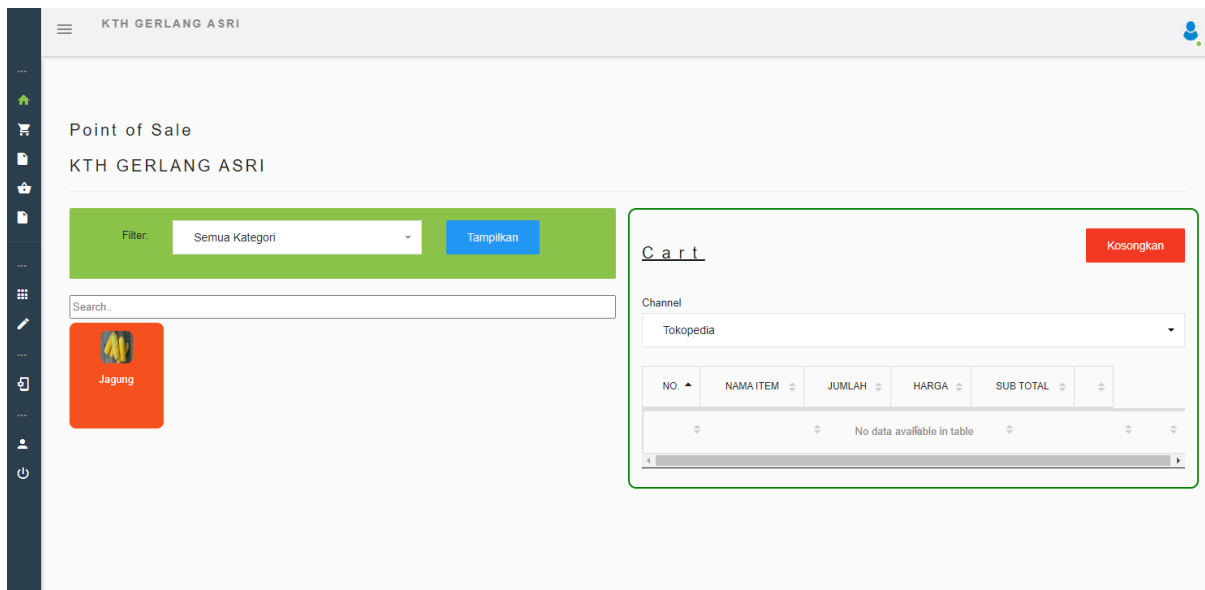 KTH GERLANG ASRI
Point of Sale
KTH GERLANG ASRI
Filter:
Semua Kategori
Tampilkan
Search..
Jagung
Cart
Kosongkan
Channel
Tokopedia
NO. NAMA ITEM JUMLAH HARGA SUB TOTAL
No data available in table